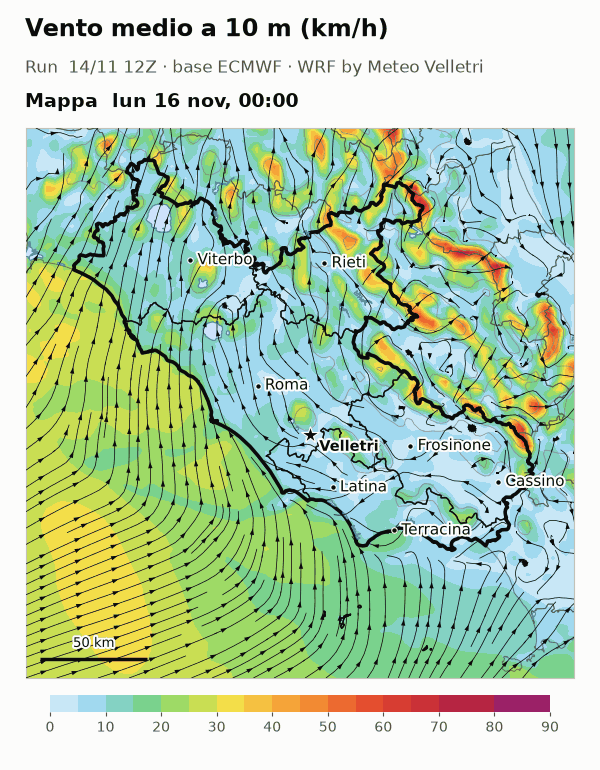 Vento medio a 10 m (km/h)
Run 14/11 12Z · base ECMWF · WRF by Meteo Velletri
Mappa lun 16 nov, 00:00
Viterbo
Rieti
Roma
Velletri
Frosinone
Cassino
Latina
Terracina
50 km
0 10 20 30 40 50 60 70 80 90